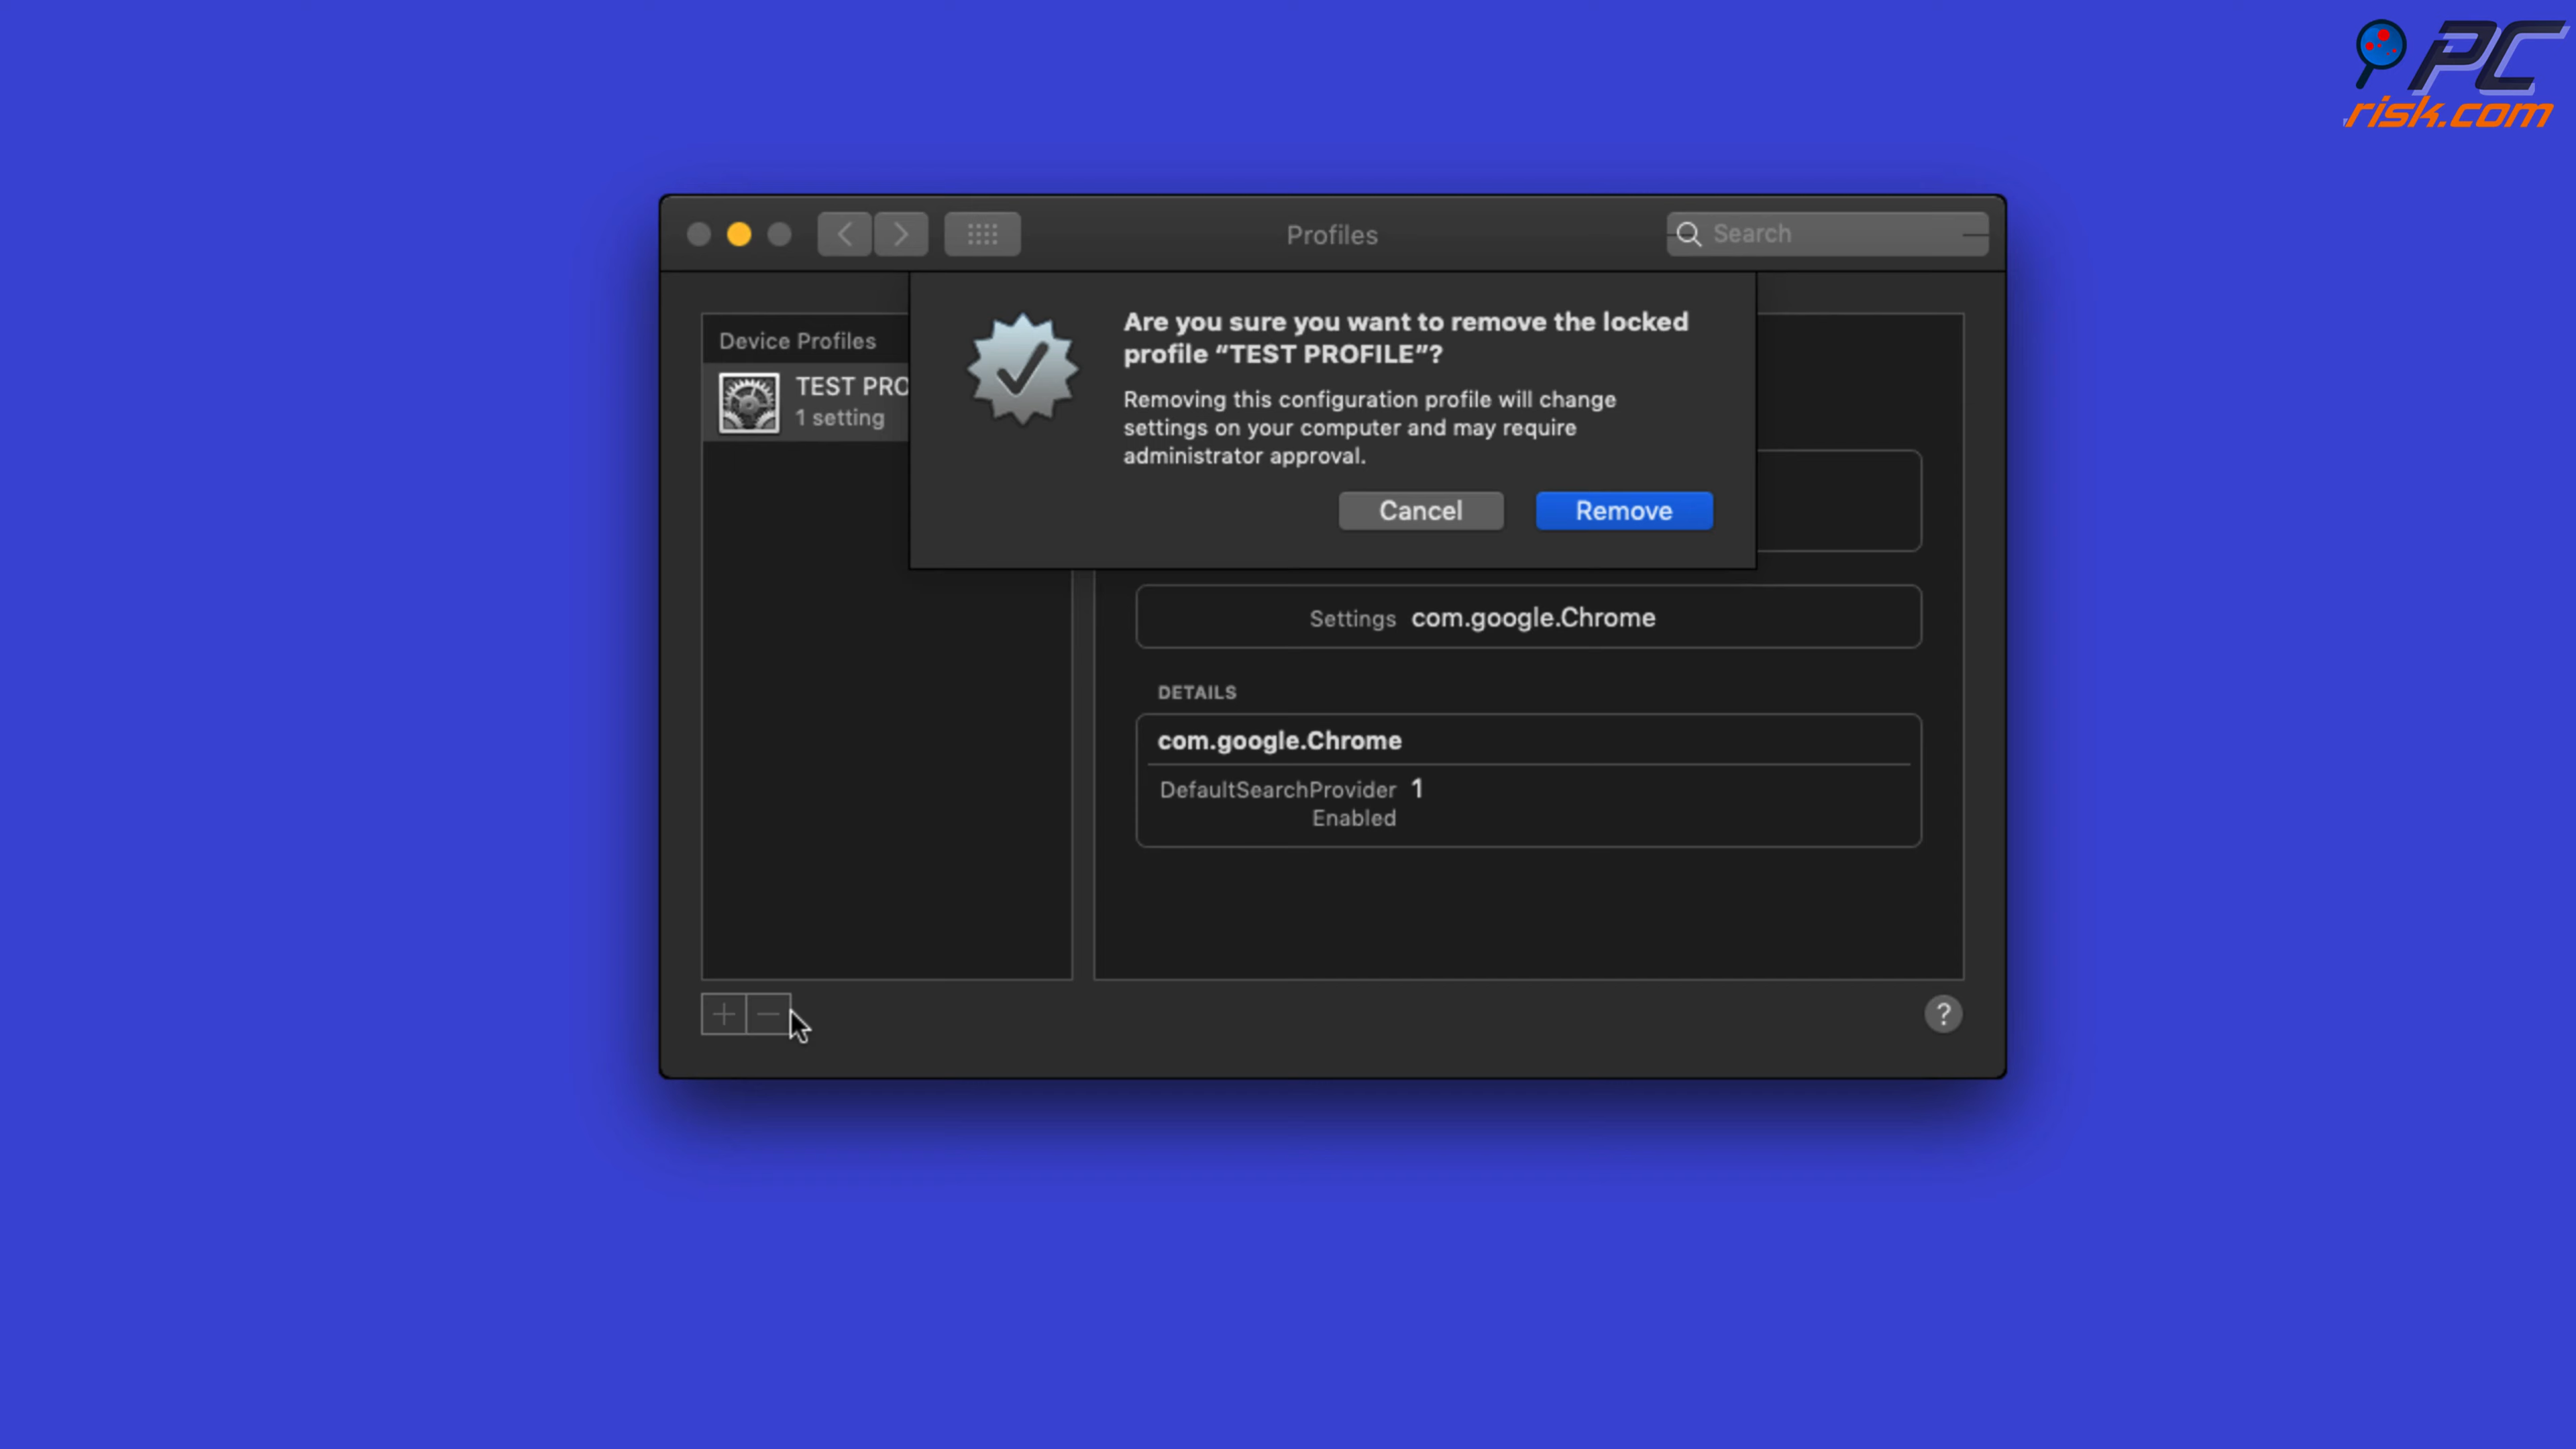 PC
risk.com
Profiles
Search
Are you sure you want to remove the locked
profile “TEST PROFILE”?
Removing this configuration profile will change
settings on your computer and may require
administrator approval.
Cancel
Remove
Device Profiles
TEST PRO
1 setting
Settings com.google.Chrome
DETAILS
com.google.Chrome
DefaultSearchProvider 1
Enabled
?